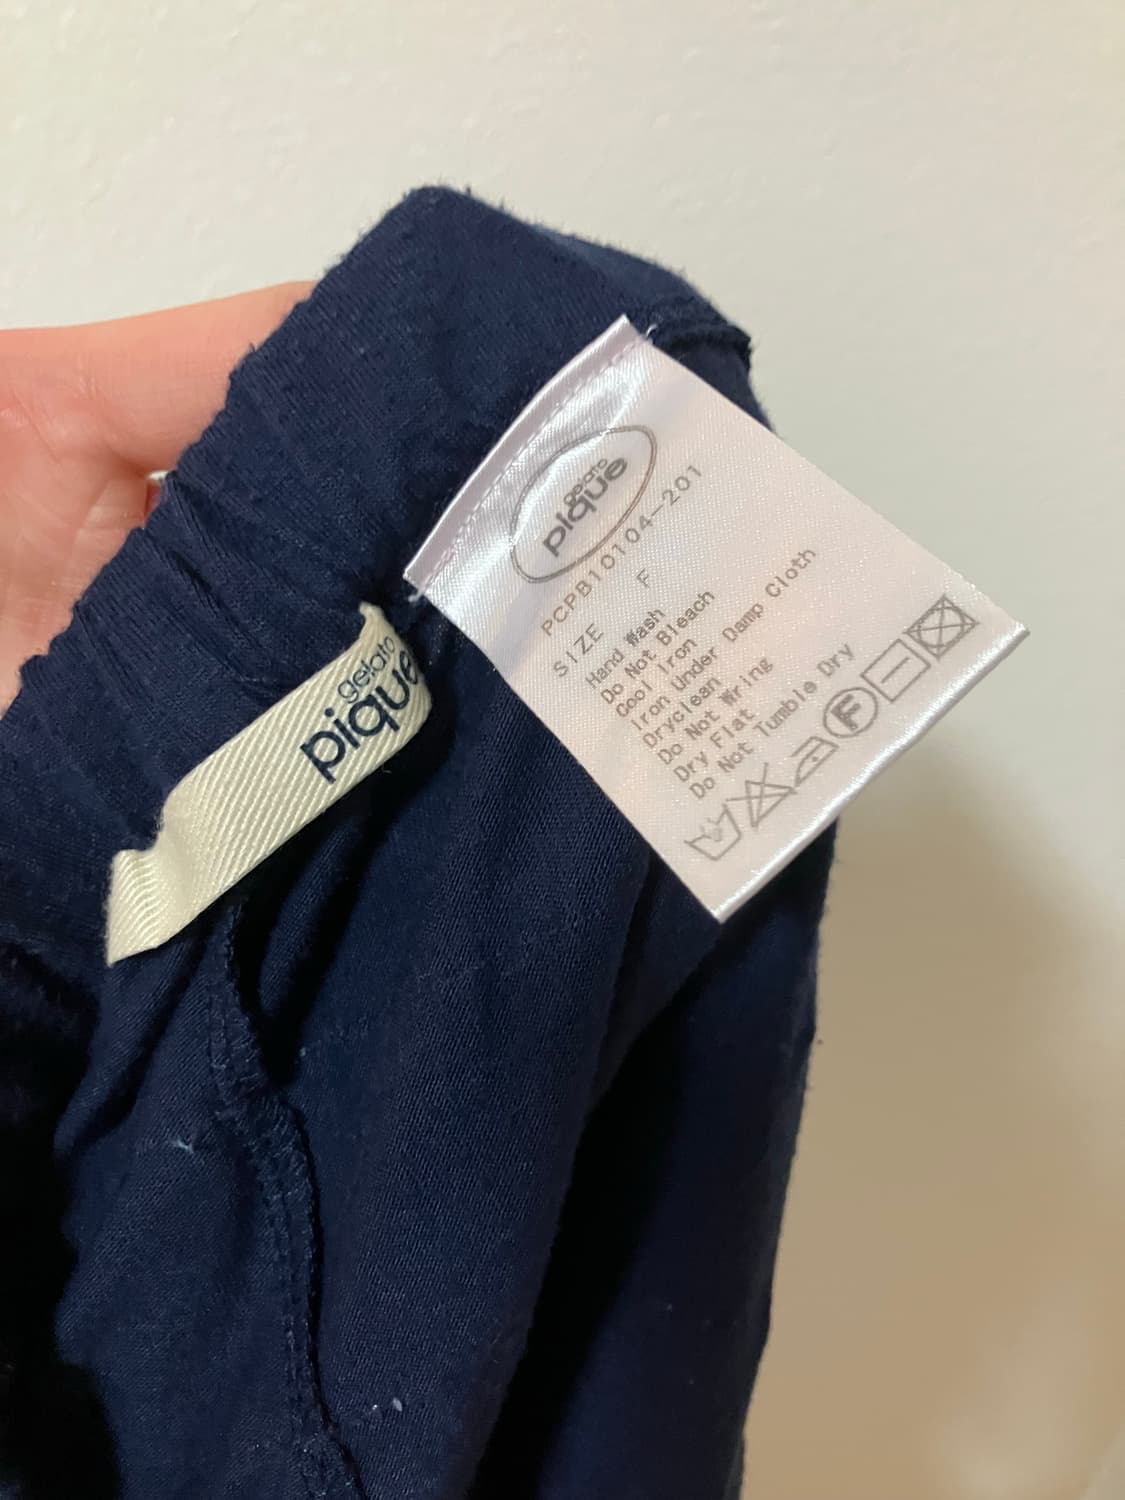 gelato
pique
gelato
pique
PCPB10104-201
SIZE F
Hand Wash
Do Not Bleach
Cool Iron
Iron Under Damp Cloth
Dryclean
Do Not Wring
Dry Flat
Do Not Tumble Dry
F